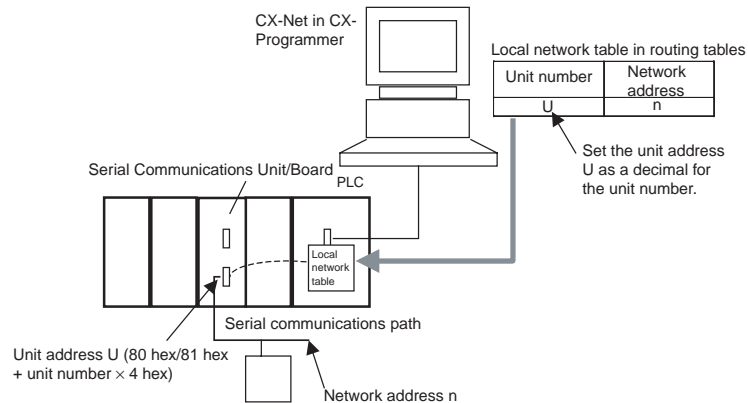 CX-Net in CX-
Programmer
Local network table in routing tables
Unit number
Network
address
U
n
Set the unit address
U as a decimal for
the unit number.
Serial Communications Unit/Board
PLC
Local
network
table
Serial communications path
Unit address U (80 hex/81 hex
+ unit number × 4 hex)
Network address n